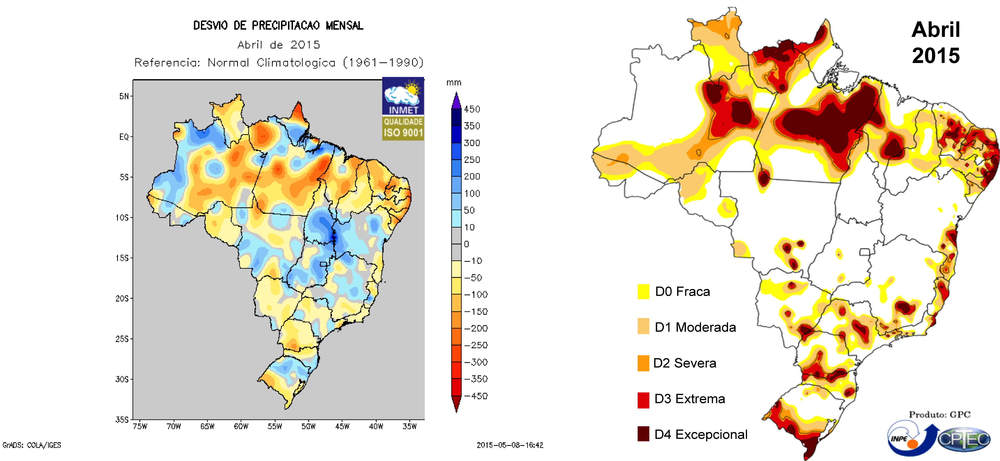 DESVIO DE PRECIPITACAO MENSAL
Abril de 2015
Referencia: Normal Climatologica (1961-1990)
INMET
QUALIDADE
ISO 9001
mm
450
350
300
250
200
100
50
10
0
-10
-50
-100
-150
-200
-250
-300
-350
-450
5N
EQ
5S
10S
15S
20S
25S
30S
35S
75W 70W 65W 60W 55W 50W 45W 40W 35W
GrADS: COLA/IGES
2015-05-08-16:42
Abril
2015
D0 Fraca
D1 Moderada
D2 Severa
D3 Extrema
D4 Excepcional
Produto: GPC
INPE
CPTEC